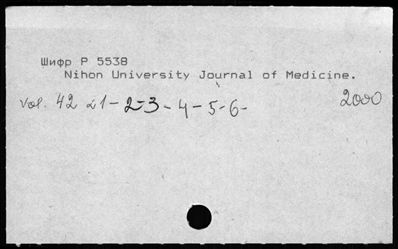 Шифр Р 5538
Nihon University Journal of Medicine.
Vol. 42 №1-2-3-4-5-6- 2000